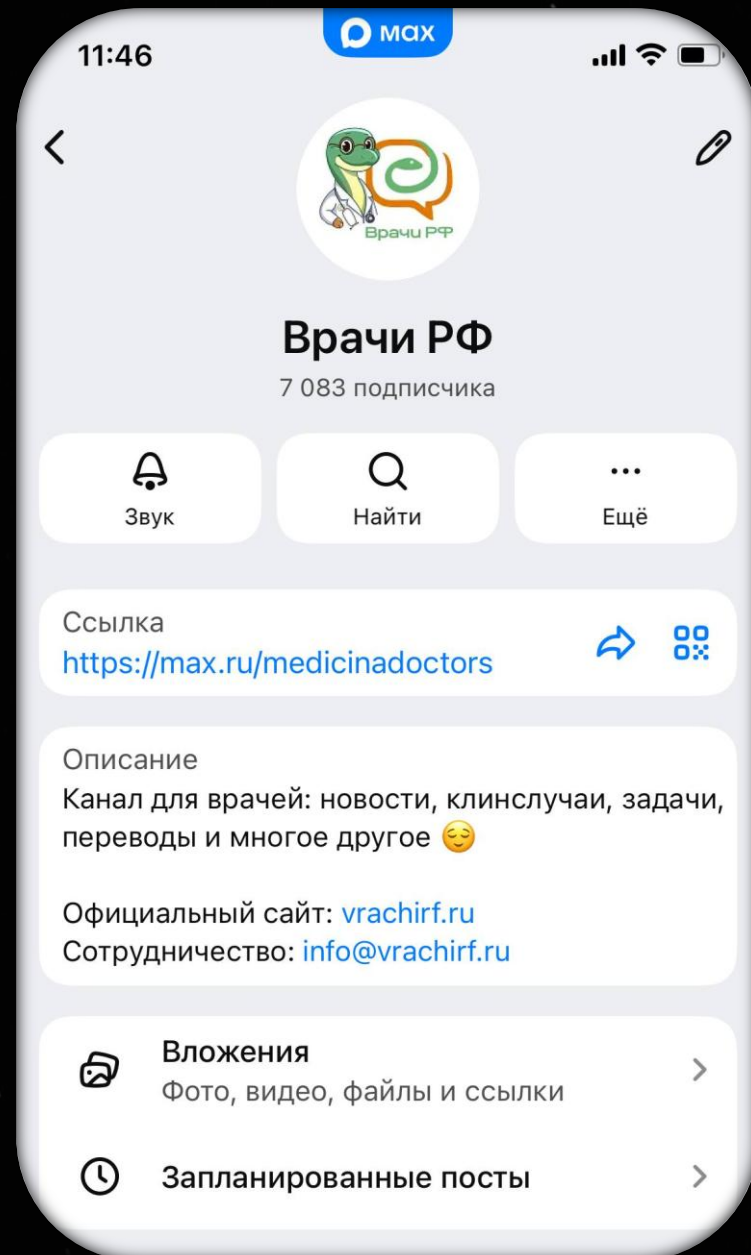 11:46
max
Врачи РФ
Врачи РФ
7 083 подписчика
Звук
Найти
Ещё
Ссылка
https://max.ru/medicinadoctors
Описание
Канал для врачей: новости, клинслучаи, задачи,
переводы и многое другое 😌
Официальный сайт: vrachirf.ru
Сотрудничество: info@vrachirf.ru
Вложения
Фото, видео, файлы и ссылки
Запланированные посты